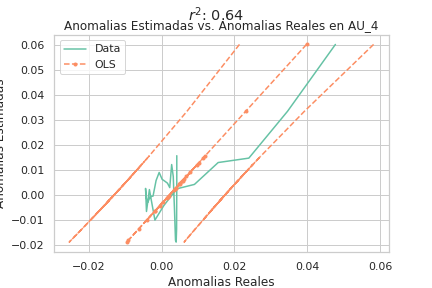 r²: 0.64
Anomalias Estimadas vs. Anomalias Reales en AU_4
Data
OLS
0.06
0.05
0.04
0.03
0.02
0.01
0.00
−0.01
−0.02
Anomalias Estimadas
−0.02
0.00
0.02
0.04
0.06
Anomalias Reales